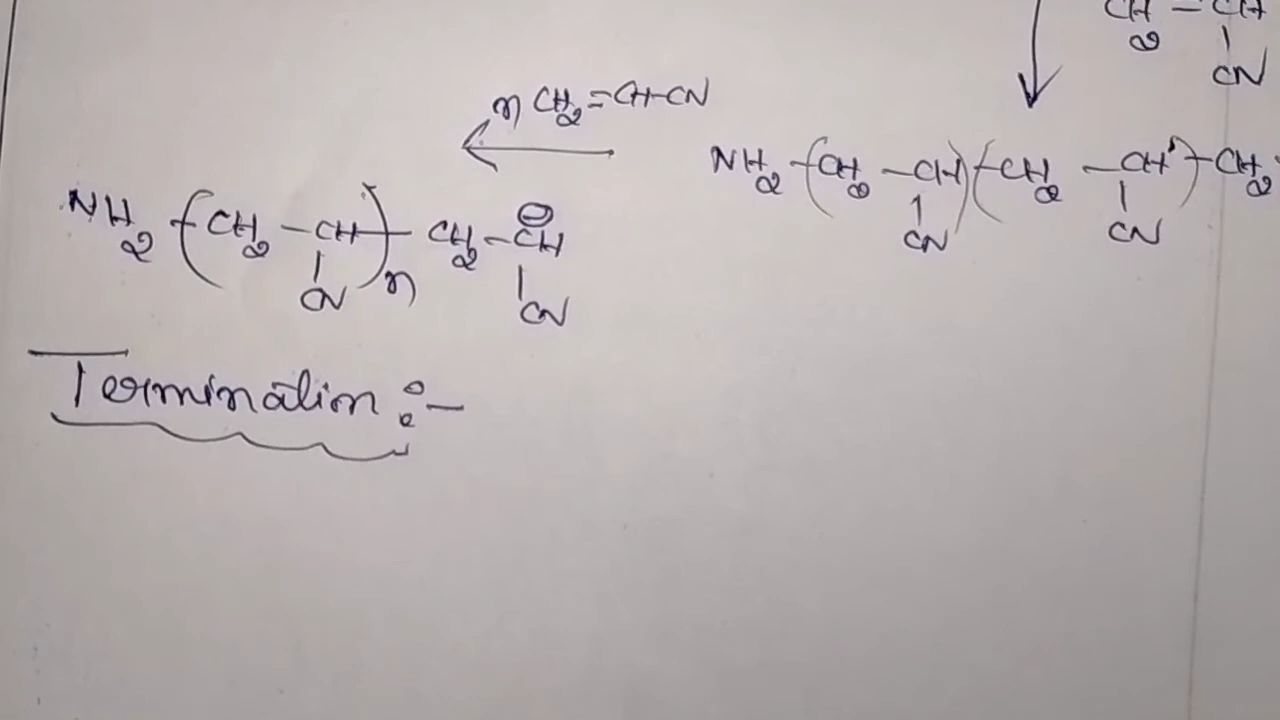 CH2 – CH
CN
n CH2 = CH–CN
NH2 –(CH2 – CH)(CH2 – CH)– CH2
CN CN
NH2 –(CH2 – CH)n – CH2 – CH⊖
CN CN
Termination :–